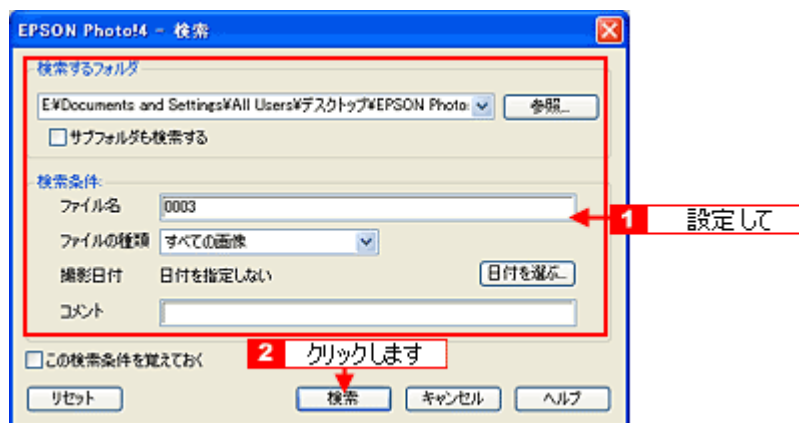 EPSON Photo!4 - 検索
検索するフォルダ
E¥Documents and Settings¥All Users¥デスクトップ¥EPSON Photo
参照...
サブフォルダも検索する
検索条件:
ファイル名
0003
1 設定して
ファイルの種類
すべての画像
撮影日付
日付を指定しない
日付を選ぶ...
コメント
この検索条件を覚えておく
2 クリックします
リセット
検索
キャンセル
ヘルプ